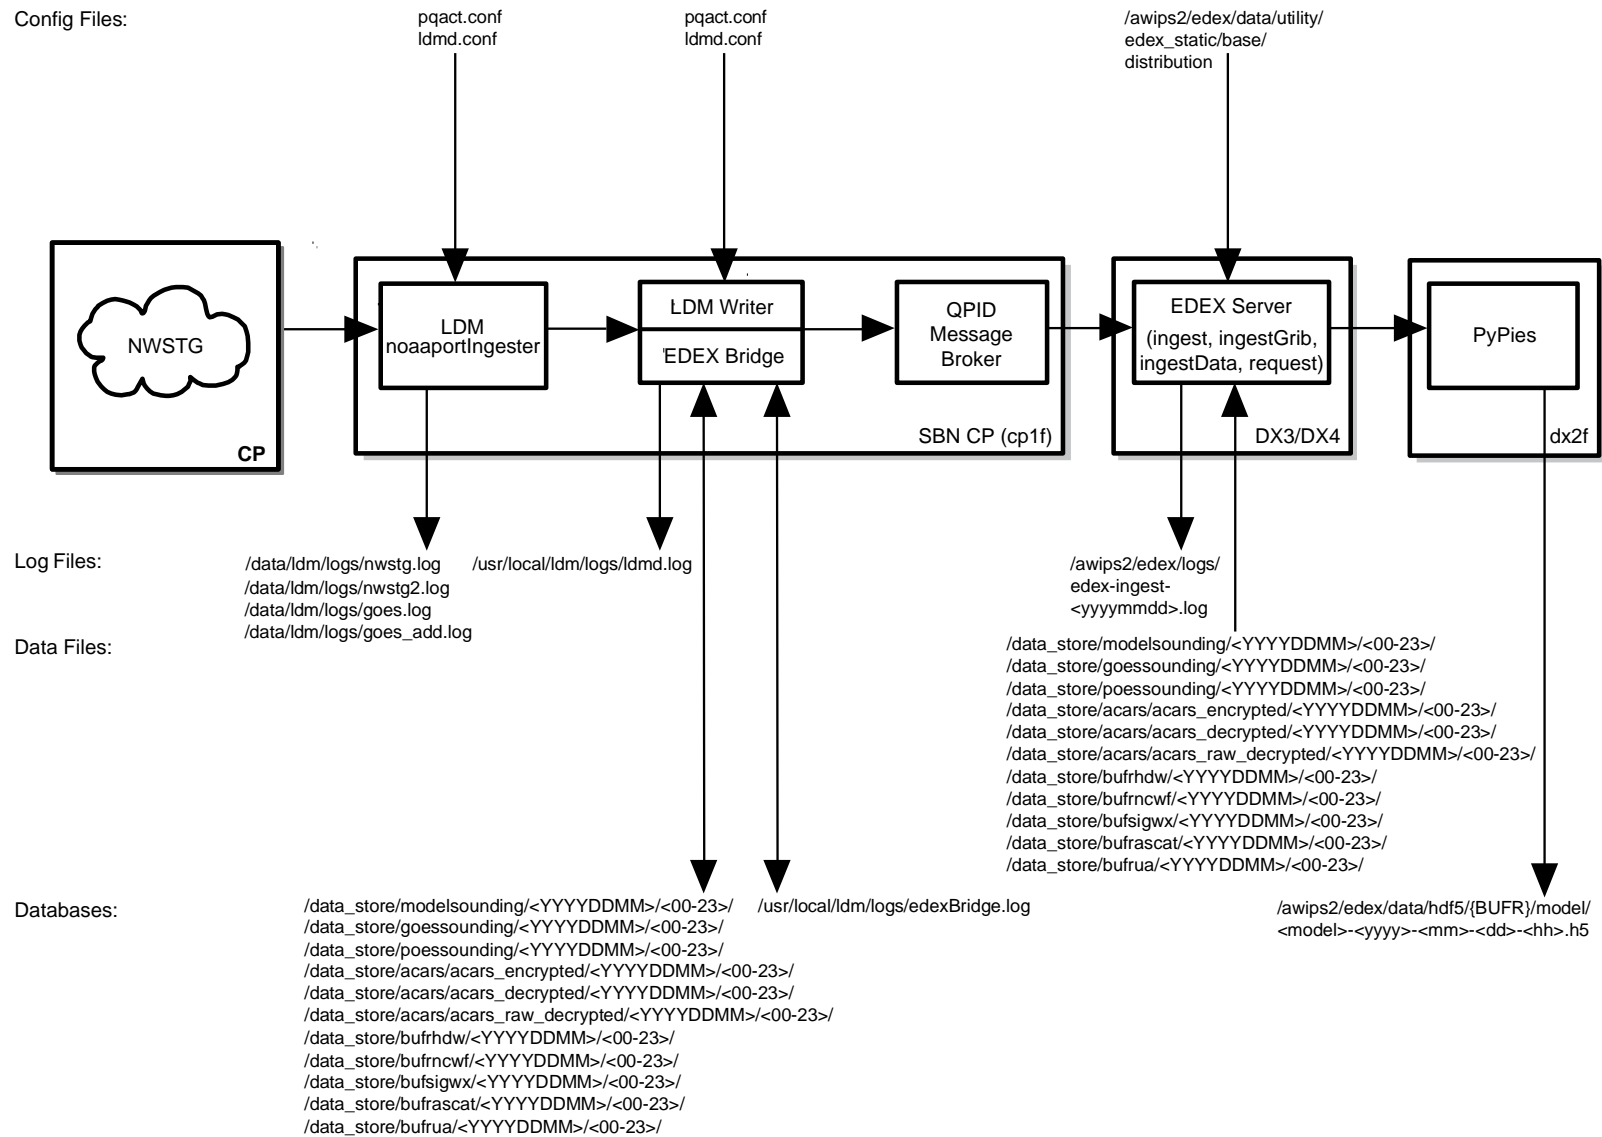 Config Files:
pqact.conf
ldmd.conf
pqact.conf
ldmd.conf
/awips2/edex/data/utility/
edex_static/base/
distribution
NWSTG
CP
LDM
noaaportIngester
LDM Writer
EDEX Bridge
QPID
Message
Broker
SBN CP (cp1f)
EDEX Server
(ingest, ingestGrib,
ingestData, request)
DX3/DX4
PyPies
dx2f
Log Files:
/data/ldm/logs/nwstg.log
/data/ldm/logs/nwstg2.log
/data/ldm/logs/goes.log
/data/ldm/logs/goes_add.log
/usr/local/ldm/logs/ldmd.log
/awips2/edex/logs/
edex-ingest-
<yyyymmdd>.log
Data Files:
/data_store/modelsounding/<YYYYDDMM>/<00-23>/
/data_store/goessounding/<YYYYDDMM>/<00-23>/
/data_store/poessounding/<YYYYDDMM>/<00-23>/
/data_store/acars/acars_encrypted/<YYYYDDMM>/<00-23>/
/data_store/acars/acars_decrypted/<YYYYDDMM>/<00-23>/
/data_store/acars/acars_raw_decrypted/<YYYYDDMM>/<00-23>/
/data_store/bufrhdw/<YYYYDDMM>/<00-23>/
/data_store/bufrncwf/<YYYYDDMM>/<00-23>/
/data_store/bufsigwx/<YYYYDDMM>/<00-23>/
/data_store/bufrascat/<YYYYDDMM>/<00-23>/
/data_store/bufrua/<YYYYDDMM>/<00-23>/
Databases:
/data_store/modelsounding/<YYYYDDMM>/<00-23>/
/data_store/goessounding/<YYYYDDMM>/<00-23>/
/data_store/poessounding/<YYYYDDMM>/<00-23>/
/data_store/acars/acars_encrypted/<YYYYDDMM>/<00-23>/
/data_store/acars/acars_decrypted/<YYYYDDMM>/<00-23>/
/data_store/acars/acars_raw_decrypted/<YYYYDDMM>/<00-23>/
/data_store/bufrhdw/<YYYYDDMM>/<00-23>/
/data_store/bufrncwf/<YYYYDDMM>/<00-23>/
/data_store/bufsigwx/<YYYYDDMM>/<00-23>/
/data_store/bufrascat/<YYYYDDMM>/<00-23>/
/data_store/bufrua/<YYYYDDMM>/<00-23>/
/usr/local/ldm/logs/edexBridge.log
/awips2/edex/data/hdf5/{BUFR}/model/
<model>-<yyyy>-<mm>-<dd>-<hh>.h5